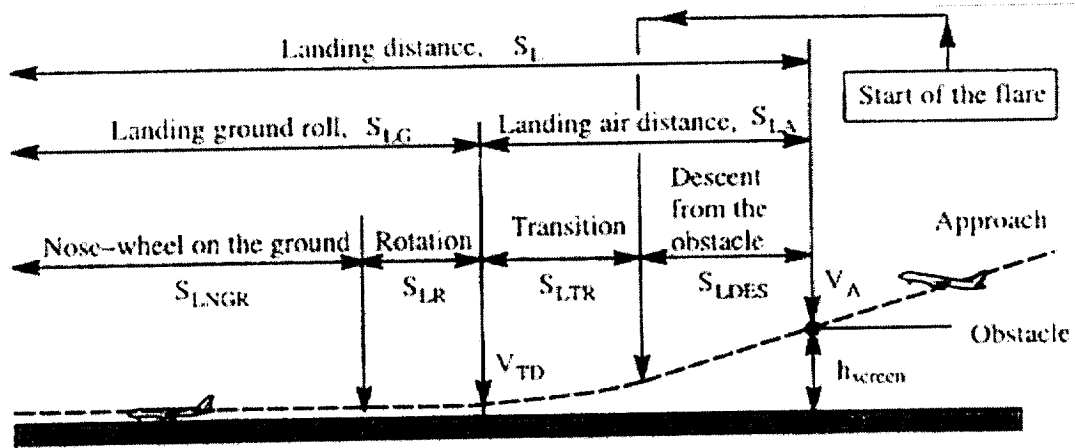 Landing distance, S_L
Start of the flare
Landing ground roll, S_LG
Landing air distance, S_LA
Descent
from the
obstacle
Nose-wheel on the ground
Rotation
Transition
Approach
S_LNGR
S_LR
S_LTR
S_LDES
V_A
Obstacle
V_TD
h_screen